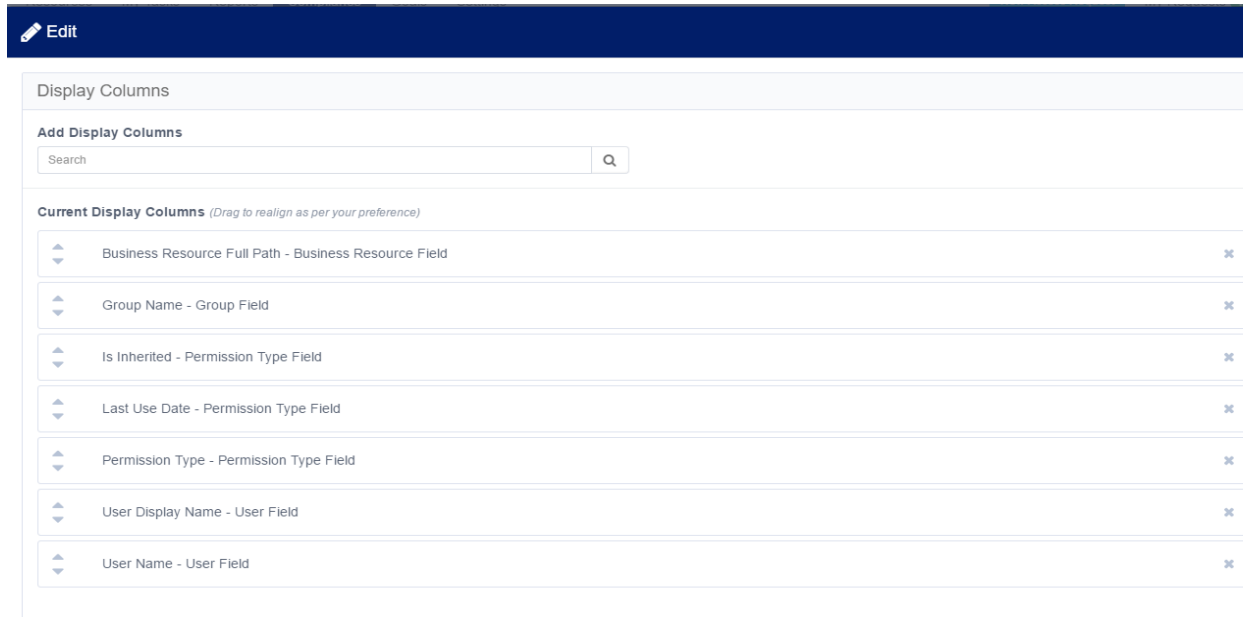 Edit
Display Columns
Add Display Columns
Search
Current Display Columns (Drag to realign as per your preference)
Business Resource Full Path - Business Resource Field
Group Name - Group Field
Is Inherited - Permission Type Field
Last Use Date - Permission Type Field
Permission Type - Permission Type Field
User Display Name - User Field
User Name - User Field